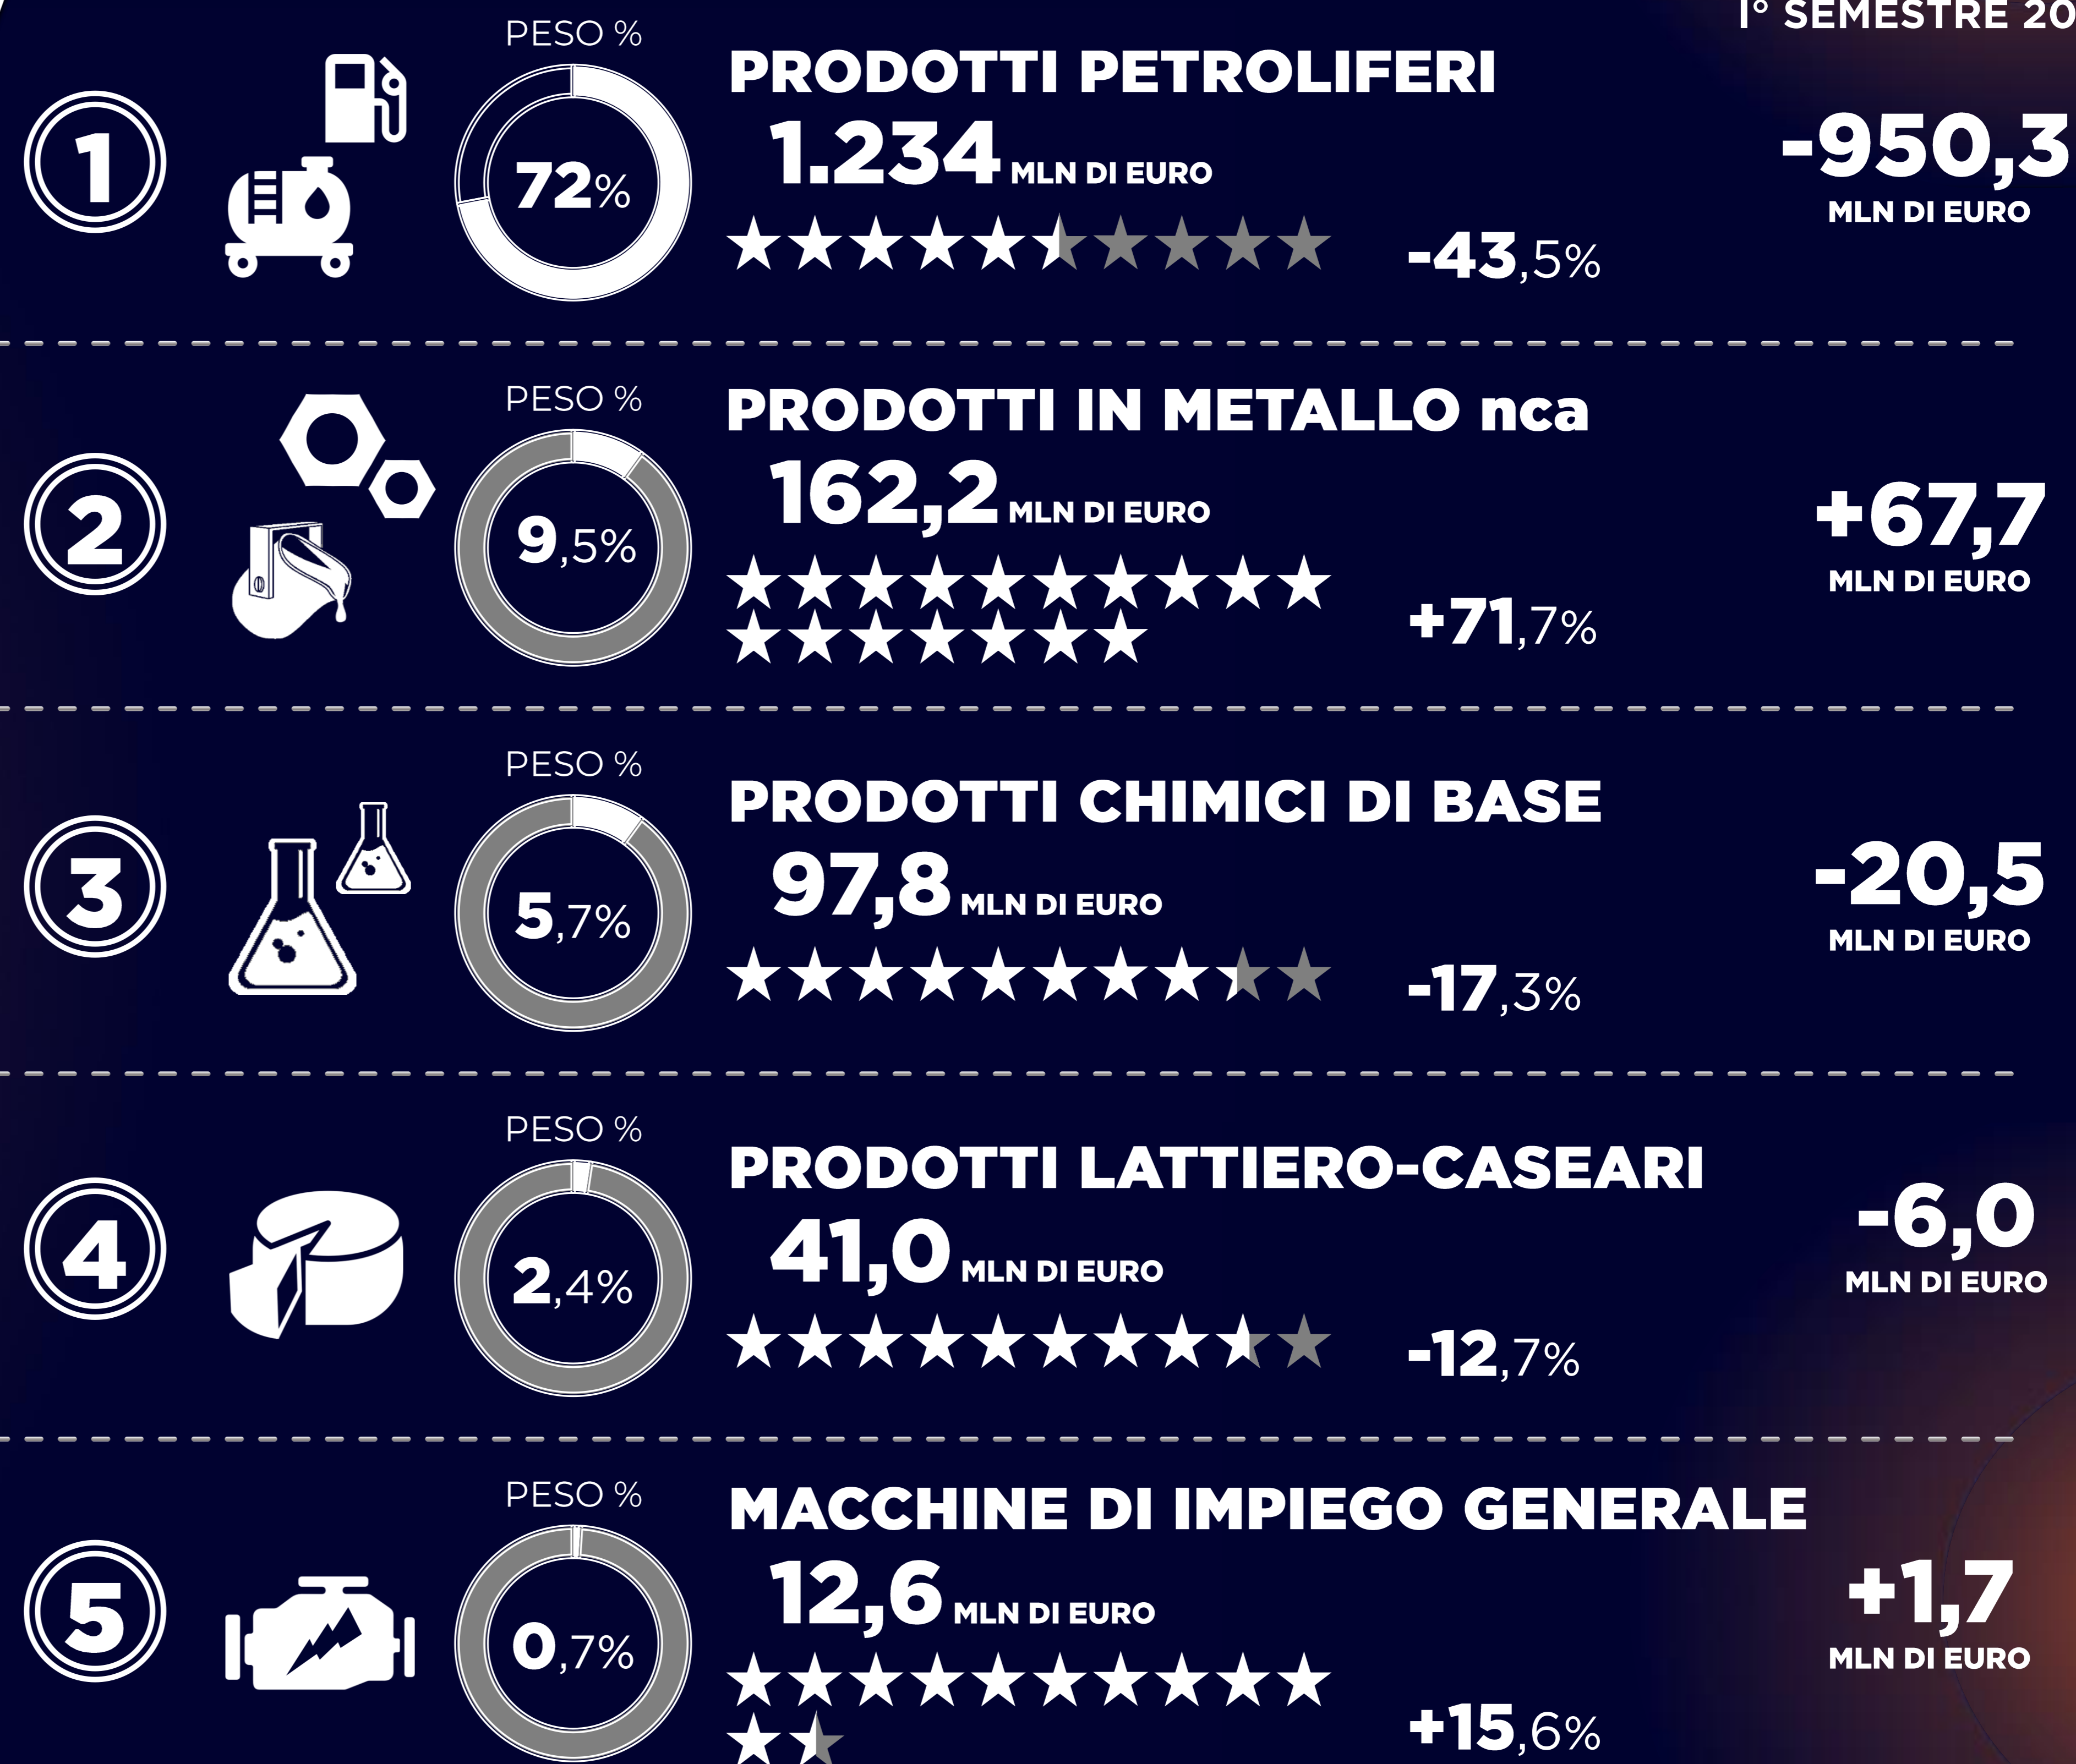 1° SEMESTRE 20
1
PESO %
72%
PRODOTTI PETROLIFERI
1.234 MLN DI EURO
-43,5%
-950,3
MLN DI EURO
2
PESO %
9,5%
PRODOTTI IN METALLO nca
162,2 MLN DI EURO
+71,7%
+67,7
MLN DI EURO
3
PESO %
5,7%
PRODOTTI CHIMICI DI BASE
97,8 MLN DI EURO
-17,3%
-20,5
MLN DI EURO
4
PESO %
2,4%
PRODOTTI LATTIERO-CASEARI
41,0 MLN DI EURO
-12,7%
-6,0
MLN DI EURO
5
PESO %
0,7%
MACCHINE DI IMPIEGO GENERALE
12,6 MLN DI EURO
+15,6%
+1,7
MLN DI EURO